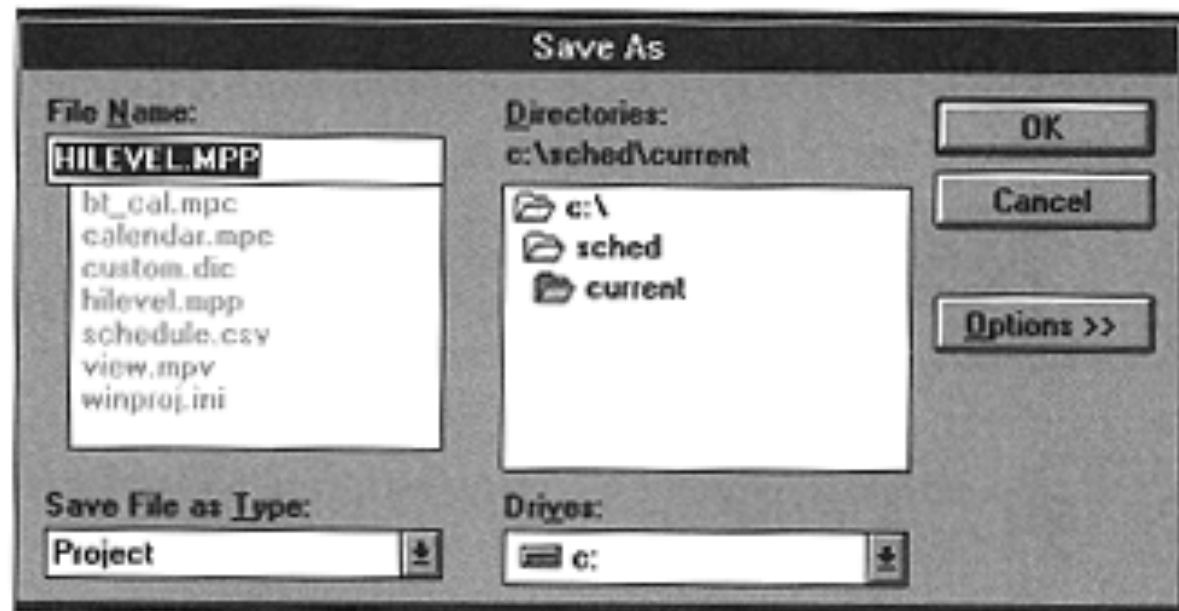 Save As
File Name:
HILEVEL.MPP
bt_cal.mpc
calendar.mpc
custom.dic
hilevel.mpp
schedule.csv
view.mpv
winproj.ini
Save File as Type:
Project
Directories:
c:\sched\current
c:\
sched
current
Drives:
c:
OK
Cancel
Options >>